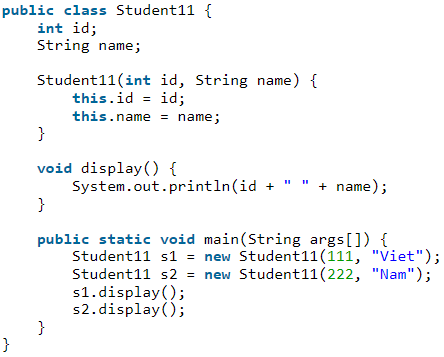 public class Student11 {
    int id;
    String name;

    Student11(int id, String name) {
        this.id = id;
        this.name = name;
    }

    void display() {
        System.out.println(id + " " + name);
    }

    public static void main(String args[]) {
        Student11 s1 = new Student11(111, "Viet");
        Student11 s2 = new Student11(222, "Nam");
        s1.display();
        s2.display();
    }
}